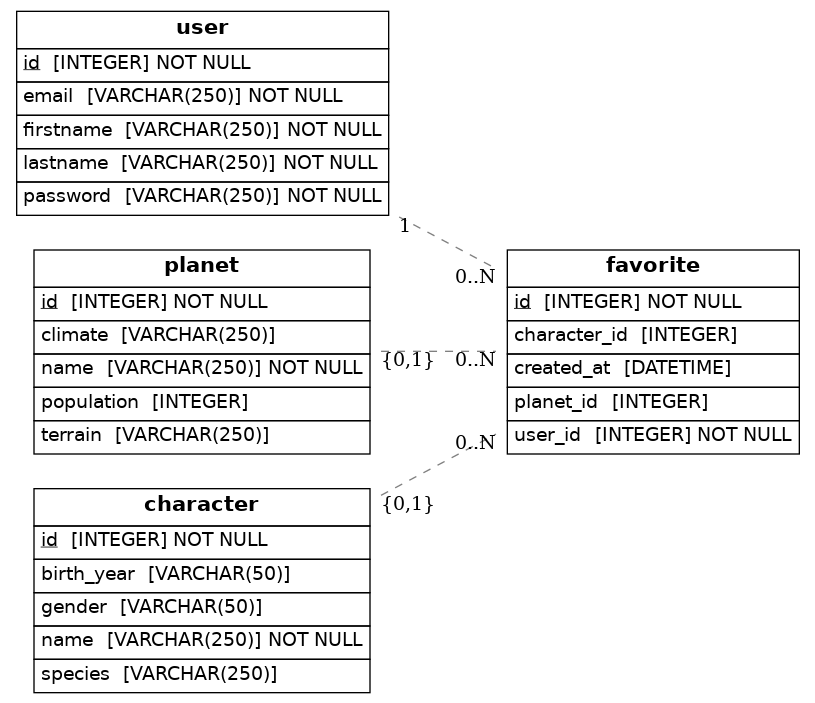 user
id [INTEGER] NOT NULL
email [VARCHAR(250)] NOT NULL
firstname [VARCHAR(250)] NOT NULL
lastname [VARCHAR(250)] NOT NULL
password [VARCHAR(250)] NOT NULL
1
0..N
planet
id [INTEGER] NOT NULL
climate [VARCHAR(250)]
name [VARCHAR(250)] NOT NULL
population [INTEGER]
terrain [VARCHAR(250)]
{0,1}
0..N
favorite
id [INTEGER] NOT NULL
character_id [INTEGER]
created_at [DATETIME]
planet_id [INTEGER]
user_id [INTEGER] NOT NULL
0..N
{0,1}
character
id [INTEGER] NOT NULL
birth_year [VARCHAR(50)]
gender [VARCHAR(50)]
name [VARCHAR(250)] NOT NULL
species [VARCHAR(250)]